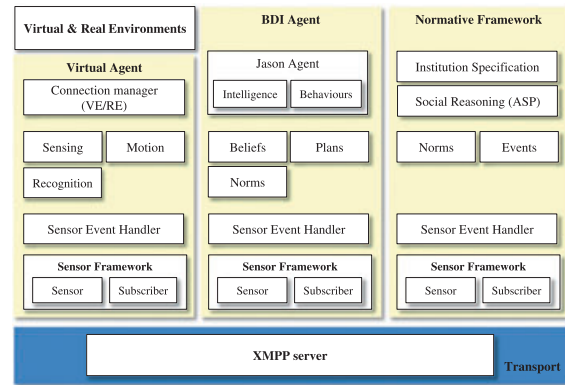 Virtual & Real Environments
Virtual Agent
Connection manager
(VE/RE)
Sensing
Motion
Recognition
Sensor Event Handler
Sensor Framework
Sensor
Subscriber
BDI Agent
Jason Agent
Intelligence
Behaviours
Beliefs
Plans
Norms
Sensor Event Handler
Sensor Framework
Sensor
Subscriber
Normative Framework
Institution Specification
Social Reasoning (ASP)
Norms
Events
Sensor Event Handler
Sensor Framework
Sensor
Subscriber
XMPP server
Transport